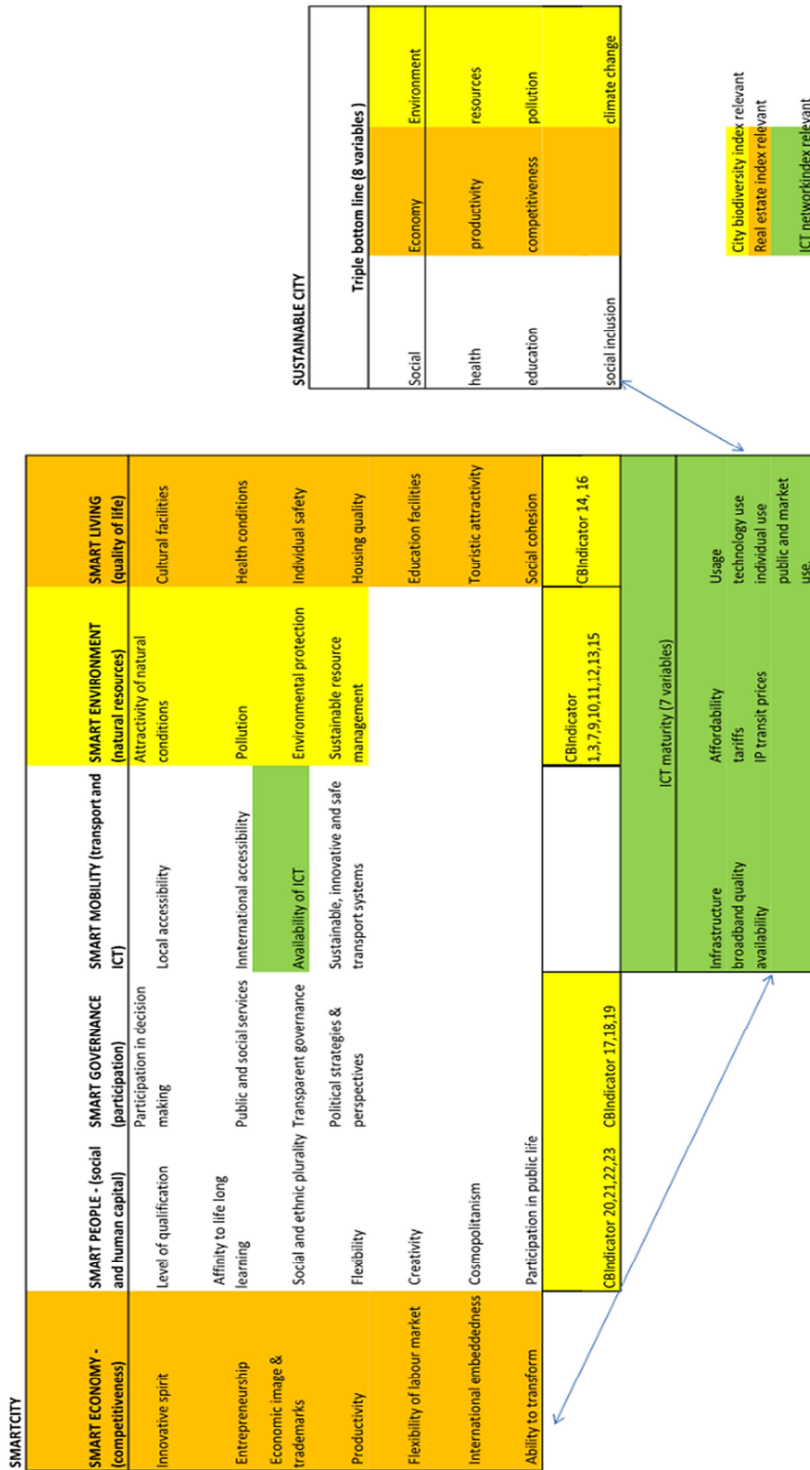 SMARTCITY
SMART ECONOMY -
(competitiveness)
Innovative spirit
Entrepreneurship
Economic image &
trademarks
Productivity
Flexibility of labour market
International embeddedness
Ability to transform
SMART PEOPLE - (social
and human capital)
Level of qualification
Affinity to life long
learning
Social and ethnic plurality
Flexibility
Creativity
Cosmopolitanism
Participation in public life
CBIndicator 20,21,22,23
SMART GOVERNANCE
(participation)
Participation in decision
making
Public and social services
Transparent governance
Political strategies &
perspectives
CBIndicator 17,18,19
SMART MOBILITY (transport and
ICT)
Local accessibility
Innternational accessibility
Availability of ICT
Sustainable, innovative and safe
transport systems
SMART ENVIRONMENT
(natural resources)
Attractivity of natural
conditions
Pollution
Environmental protection
Sustainable resource
management
CBIndicator
1,3,7,9,10,11,12,13,15
SMART LIVING
(quality of life)
Cultural facilities
Health conditions
Individual safety
Housing quality
Education facilities
Touristic attractivity
Social cohesion
CBIndicator 14, 16
ICT maturity (7 variables)
Infrastructure
broadband quality
availability
Affordability
tariffs
IP transit prices
Usage
technology use
individual use
public and market
use.
SUSTAINABLE CITY
Triple bottom line (8 variables )
Social
health
education
social inclusion
Economy
productivity
competitiveness
Environment
resources
pollution
climate change
City biodiversity index relevant
Real estate index relevant
ICT networkindex relevant